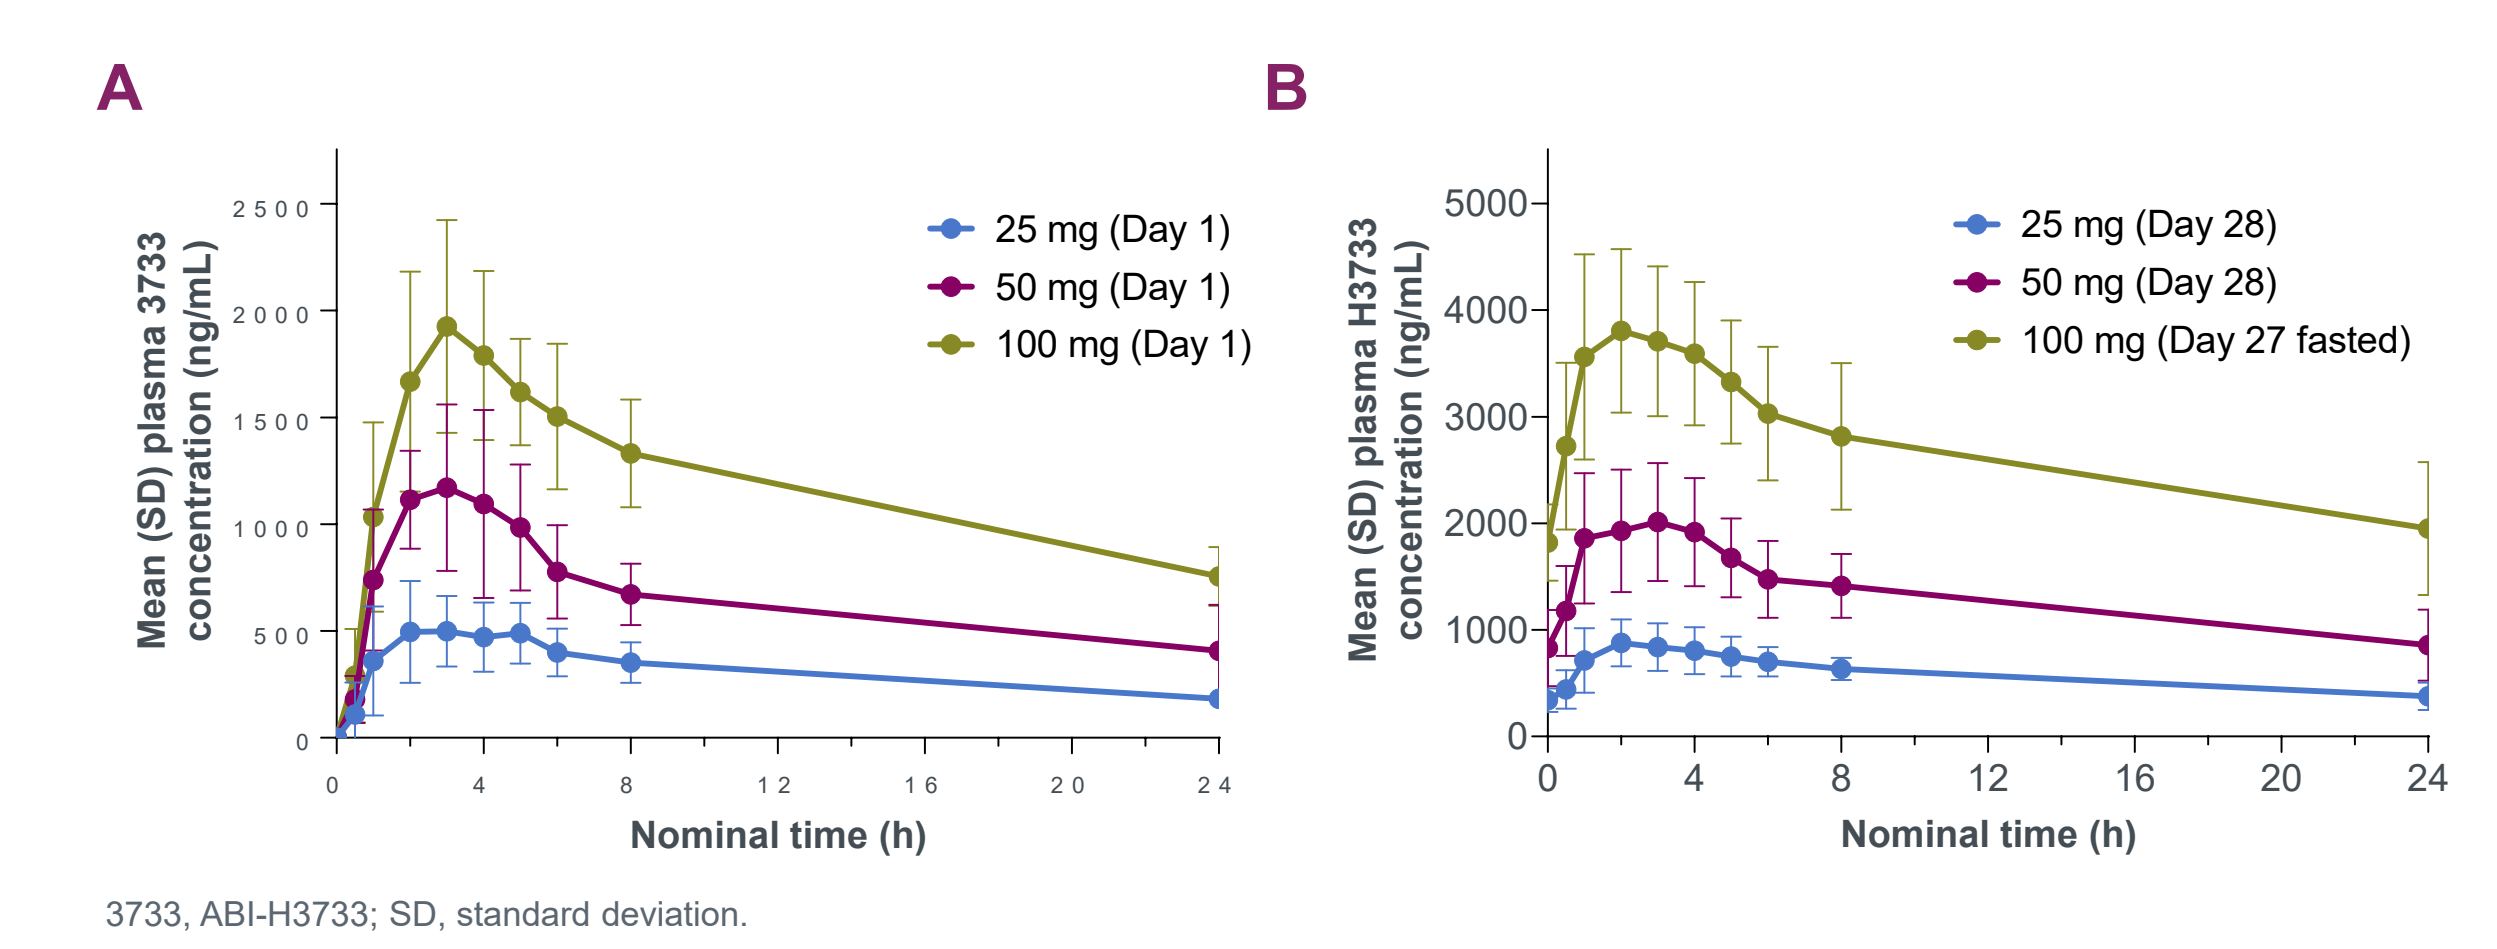 A
Mean (SD) plasma 3733
concentration (ng/mL)
2500
2000
1500
1000
500
0
0 4 8 12 16 20 24
Nominal time (h)
25 mg (Day 1)
50 mg (Day 1)
100 mg (Day 1)
B
Mean (SD) plasma H3733
concentration (ng/mL)
5000
4000
3000
2000
1000
0
0 4 8 12 16 20 24
Nominal time (h)
25 mg (Day 28)
50 mg (Day 28)
100 mg (Day 27 fasted)
3733, ABI-H3733; SD, standard deviation.